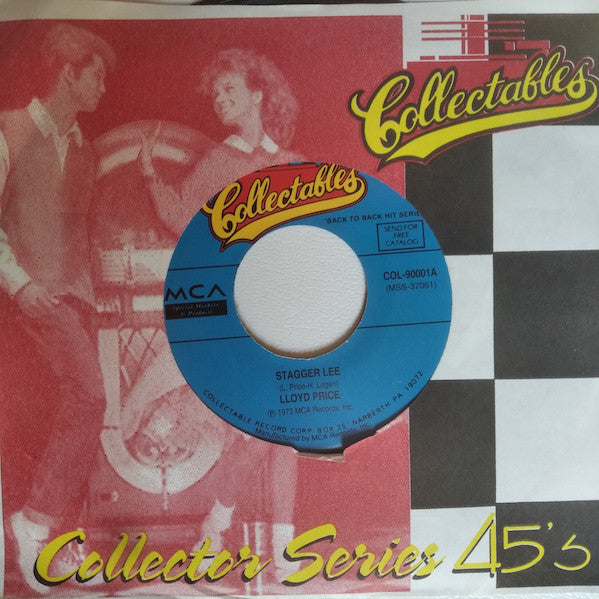 Collectables
Collectables
"BACK TO BACK HIT SERIE
SEND FOR
FREE
CATALOG
MCA
Special Markets
& Products
COL-90001A
(MSS-37061)
STAGGER LEE
(L. Price-H. Logan)
LLOYD PRICE
℗ 1973 MCA Records, Inc.
COLLECTABLE RECORD CORP. BOX 35, NARBERTH PA 19072
Manufactured by MCA Records, Inc.
Collector Series 45's